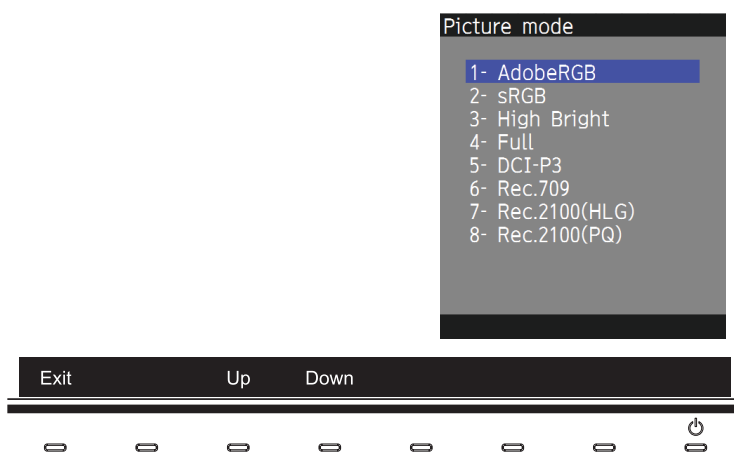 Picture mode
1- AdobeRGB
2- sRGB
3- High Bright
4- Full
5- DCI-P3
6- Rec.709
7- Rec.2100(HLG)
8- Rec.2100(PQ)
Exit Up Down